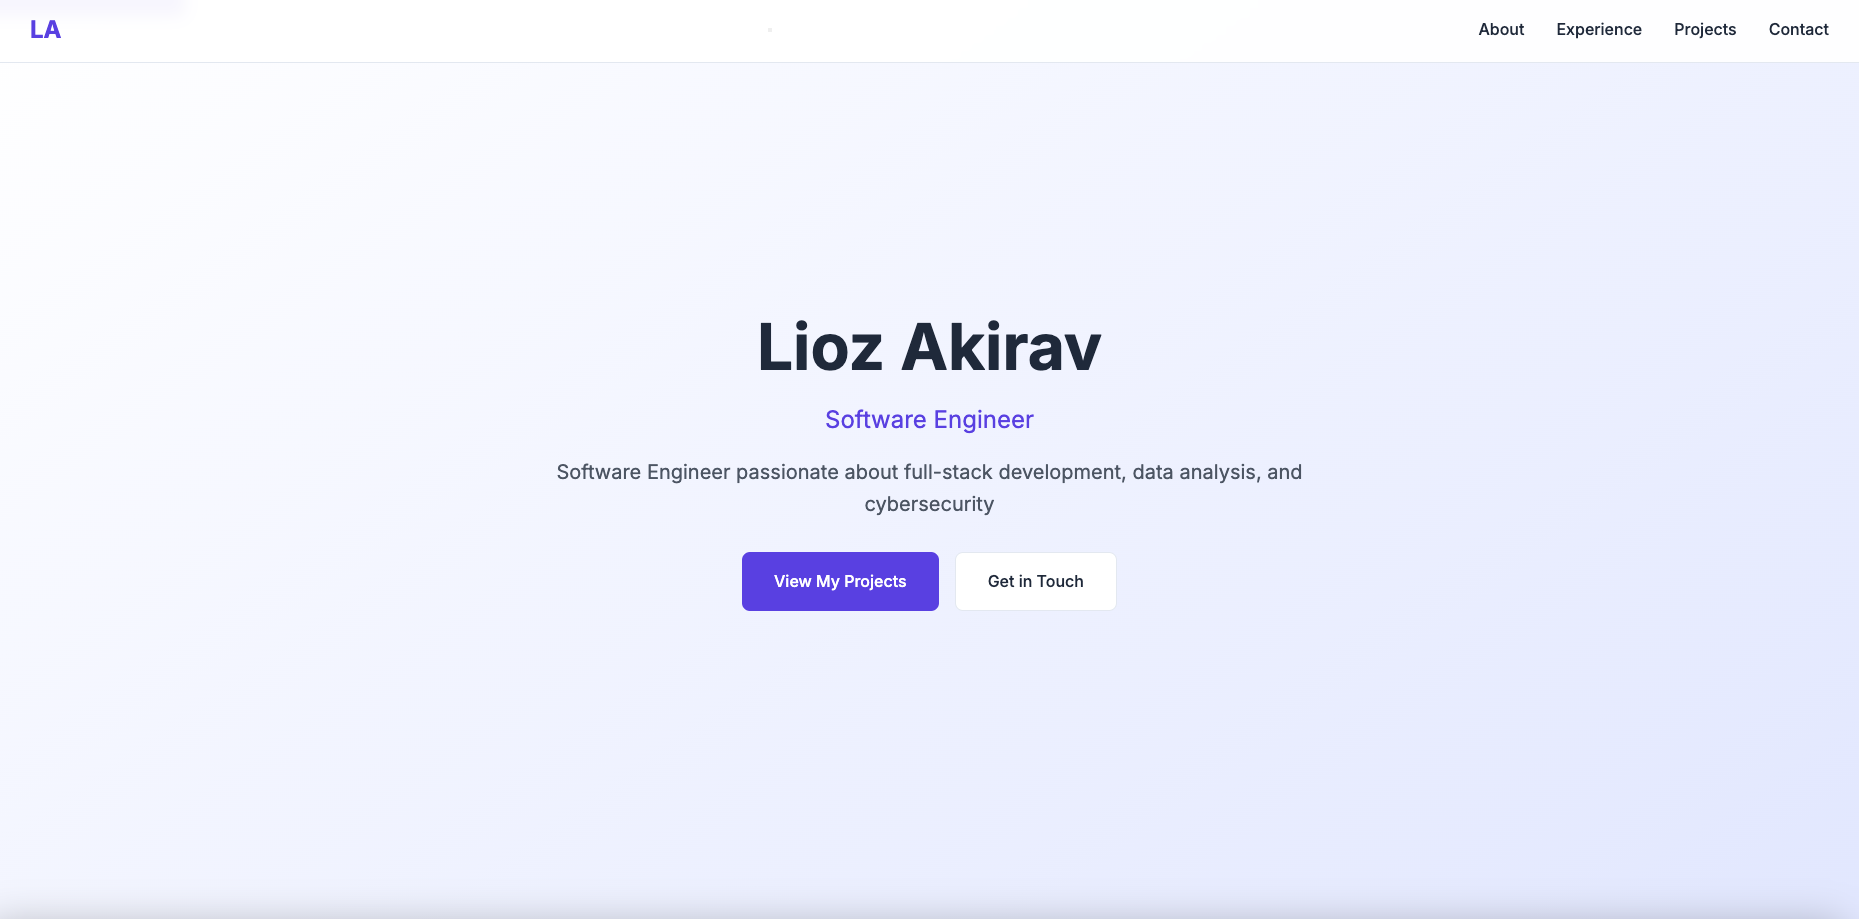 LA
About Experience Projects Contact
Lioz Akirav
Software Engineer
Software Engineer passionate about full-stack development, data analysis, and
cybersecurity
View My Projects
Get in Touch